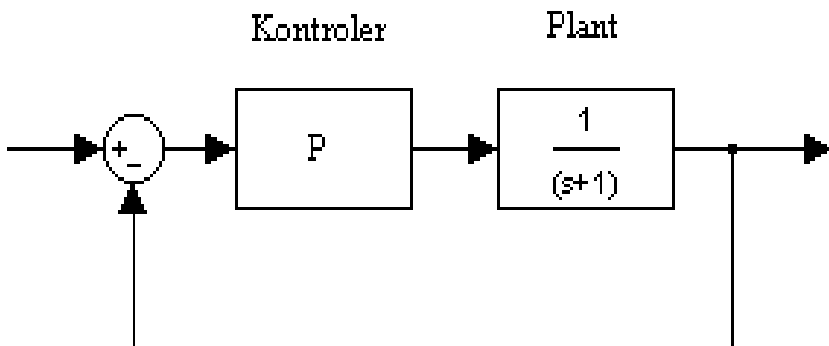 Kontroler Plant
+
−
P
1
(s+1)